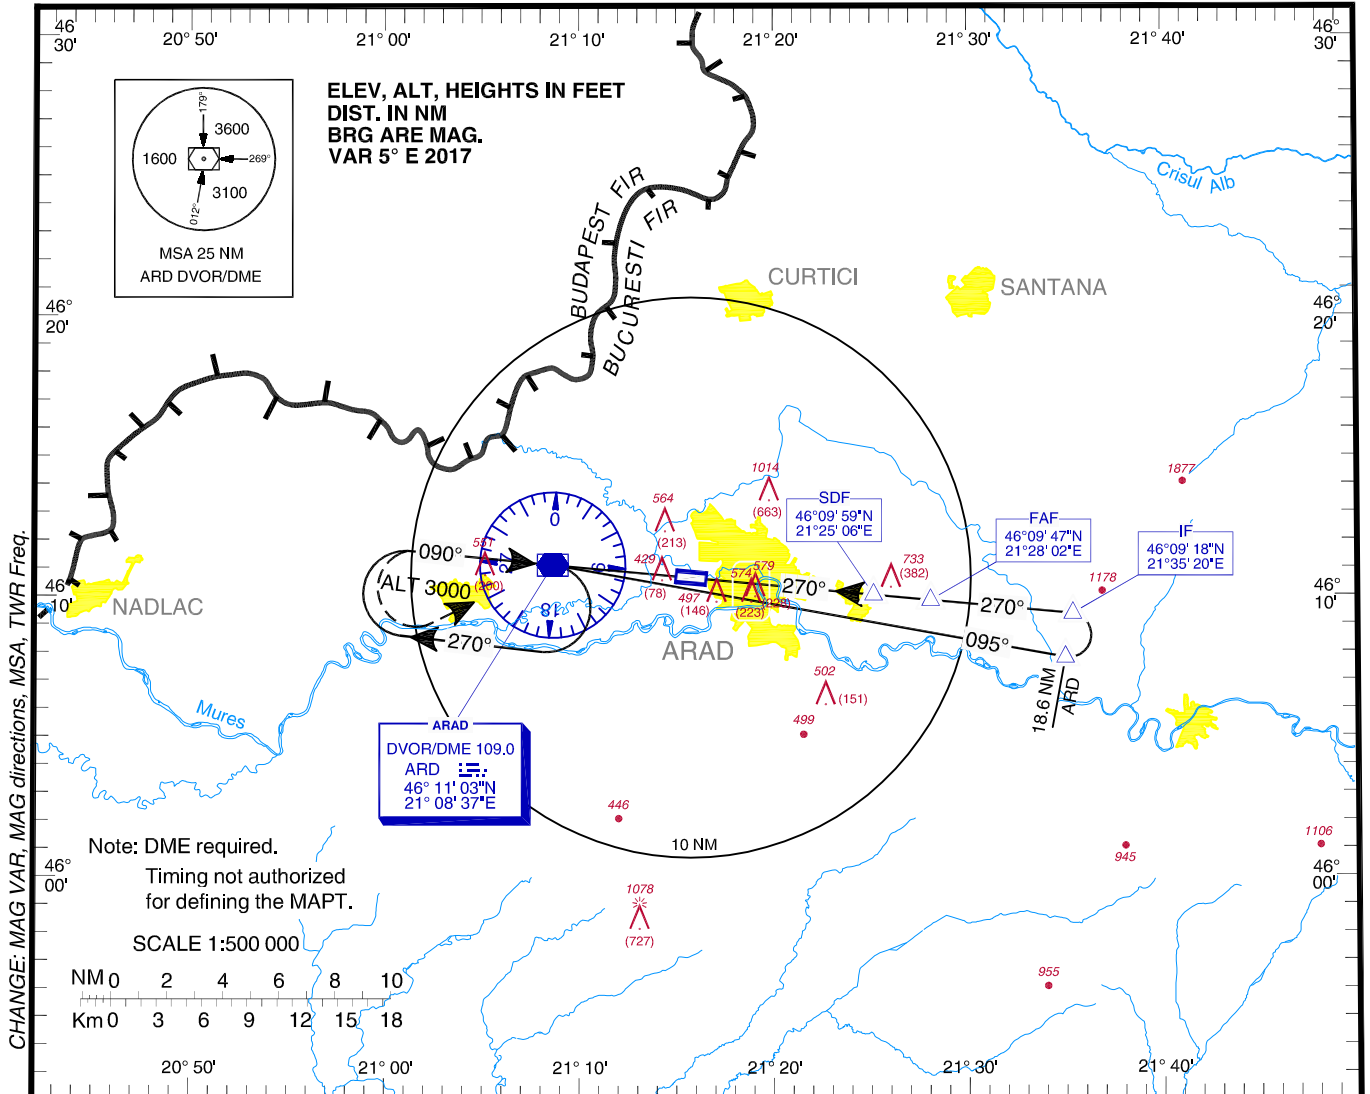 46
30'
20° 50'
21° 00'
21° 10'
21° 20'
21° 30'
21° 40'
46
30'
179°
3600
1600
269°
3100
012°
MSA 25 NM
ARD DVOR/DME
ELEV, ALT, HEIGHTS IN FEET
DIST. IN NM
BRG ARE MAG.
VAR 5° E 2017
BUDAPEST FIR
BUCURESTI FIR
Crisul Alb
CURTICI
SANTANA
46
20'
46
20'
1877
1014
(663)
564
(213)
SDF
46°09' 59"N
21°25' 06"E
FAF
46°09' 47"N
21°28' 02"E
IF
46°09' 18"N
21°35' 20"E
0
9
18
27
090°
551
(200)
ALT 3000
270°
429
(78)
497
(146)
574
(223)
579
(228)
270°
733
(382)
1178
270°
095°
46
10'
46
10'
NADLAC
ARAD
18.6 NM
ARD
502
(151)
499
Mures
ARAD
DVOR/DME 109.0
ARD
46° 11' 03"N
21° 08' 37"E
446
10 NM
945
1106
Note: DME required.
Timing not authorized
for defining the MAPT.
46
00'
46
00'
1078
(727)
955
SCALE 1:500 000
NM 0 2 4 6 8 10
Km 0 3 6 9 12 15 18
20° 50'
21° 00'
21° 10'
21° 20'
21° 30'
21° 40'
CHANGE: MAG VAR, MAG directions, MSA, TWR Freq.